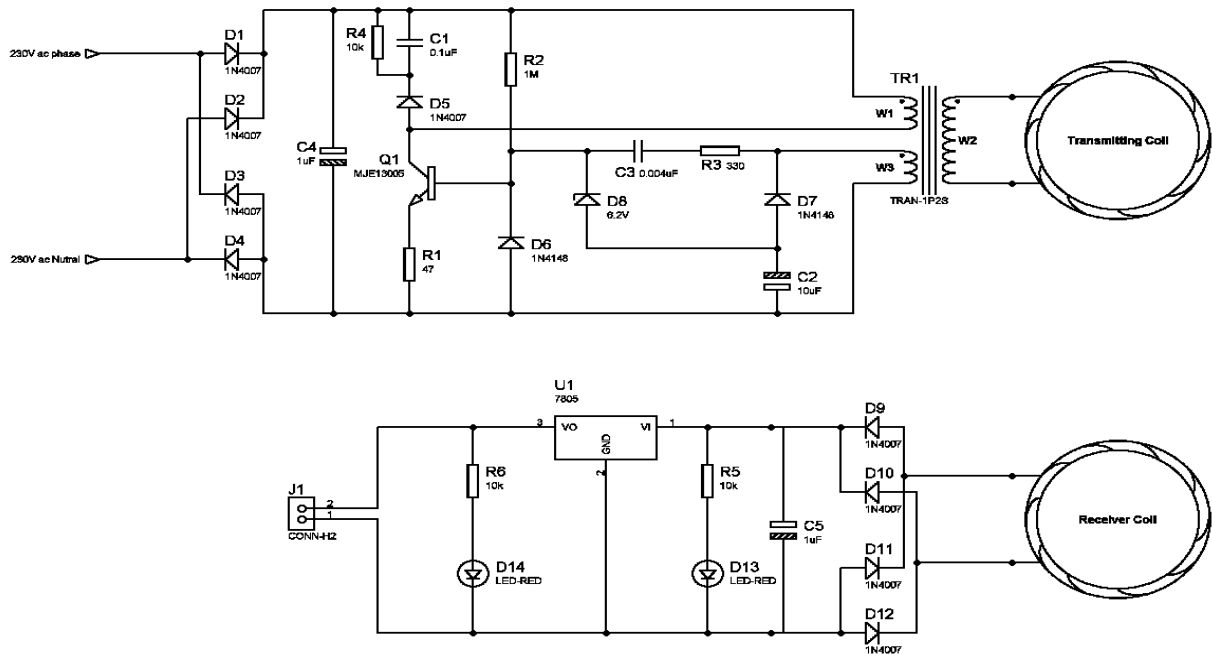 230V ac phase
D1
1N4007
D2
1N4007
D3
1N4007
230V ac Nutral
D4
1N4007
C4
1uF
R4
10k
C1
0.1uF
D5
1N4007
Q1
MJE13005
R1
47
R2
1M
D6
1N4148
C3
0.004uF
R3
330
D8
6.2V
D7
1N4148
C2
10uF
TR1
W1
W2
W3
TRAN-1P2S
Transmitting Coil
U1
7805
3
VO
VI
1
GND
2
R6
10k
D14
LED-RED
J1
2
1
CONN-H2
R5
10k
D13
LED-RED
C5
1uF
D9
1N4007
D10
1N4007
D11
1N4007
D12
1N4007
Receiver Coil